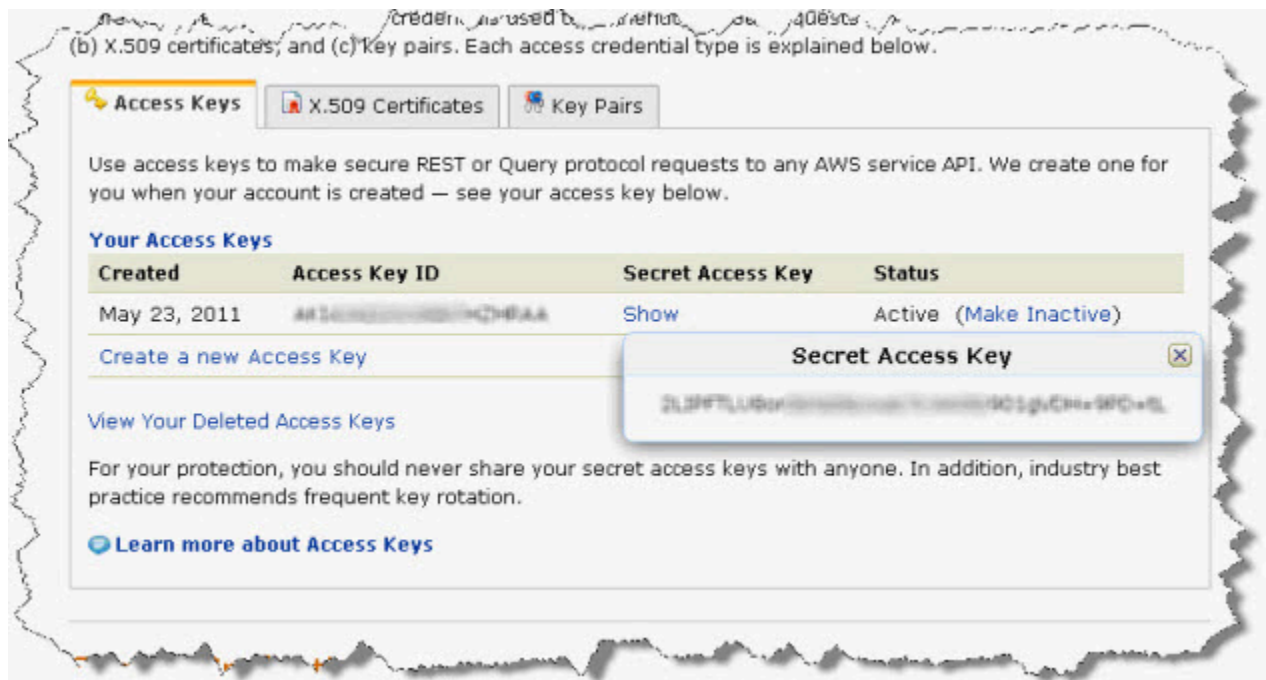 (b) X.509 certificates, and (c) key pairs. Each access credential type is explained below.
Access Keys X.509 Certificates Key Pairs
Use access keys to make secure REST or Query protocol requests to any AWS service API. We create one for
you when your account is created — see your access key below.
Your Access Keys
Created Access Key ID Secret Access Key Status
May 23, 2011 Show Active (Make Inactive)
Create a new Access Key
Secret Access Key
View Your Deleted Access Keys
For your protection, you should never share your secret access keys with anyone. In addition, industry best
practice recommends frequent key rotation.
Learn more about Access Keys